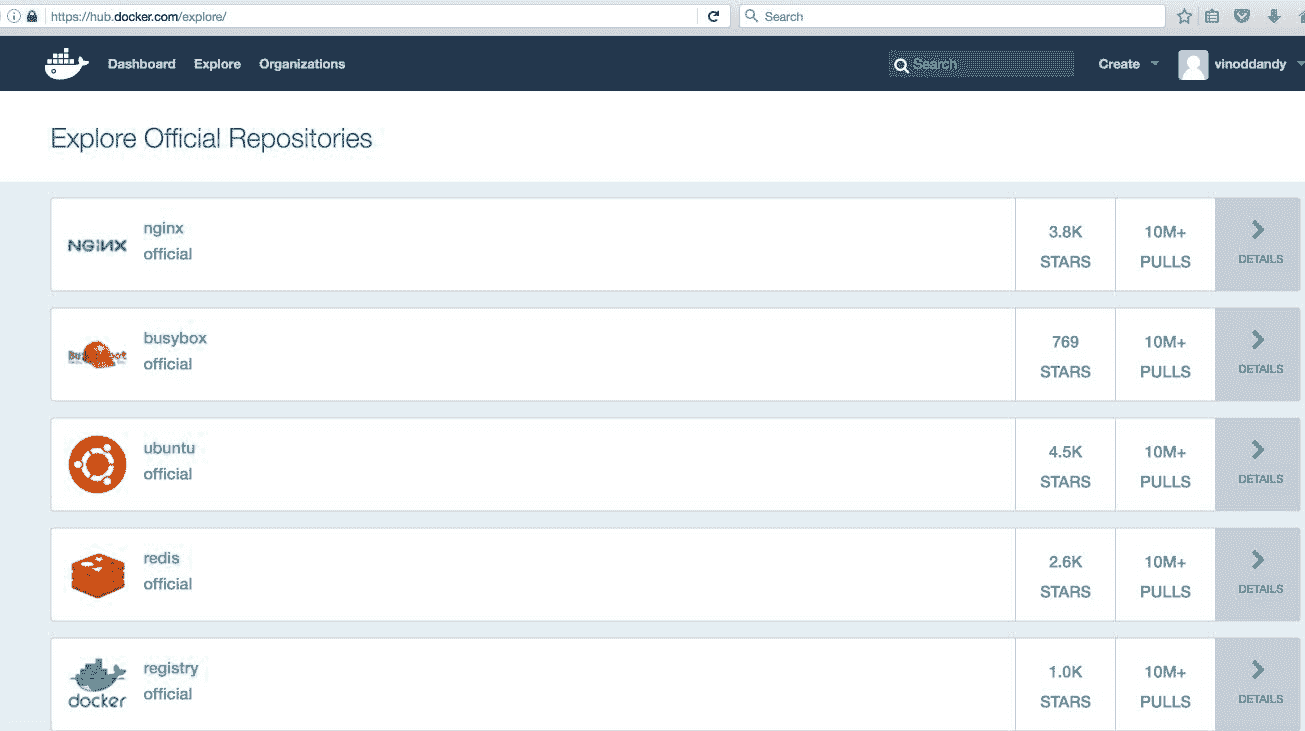 https://hub.docker.com/explore/
Search
Dashboard Explore Organizations
Search
Create
vinoddandy
Explore Official Repositories
NGINX
nginx
official
3.8K
STARS
10M+
PULLS
DETAILS
busybox
official
769
STARS
10M+
PULLS
DETAILS
ubuntu
official
4.5K
STARS
10M+
PULLS
DETAILS
redis
official
2.6K
STARS
10M+
PULLS
DETAILS
docker
registry
official
1.0K
STARS
10M+
PULLS
DETAILS